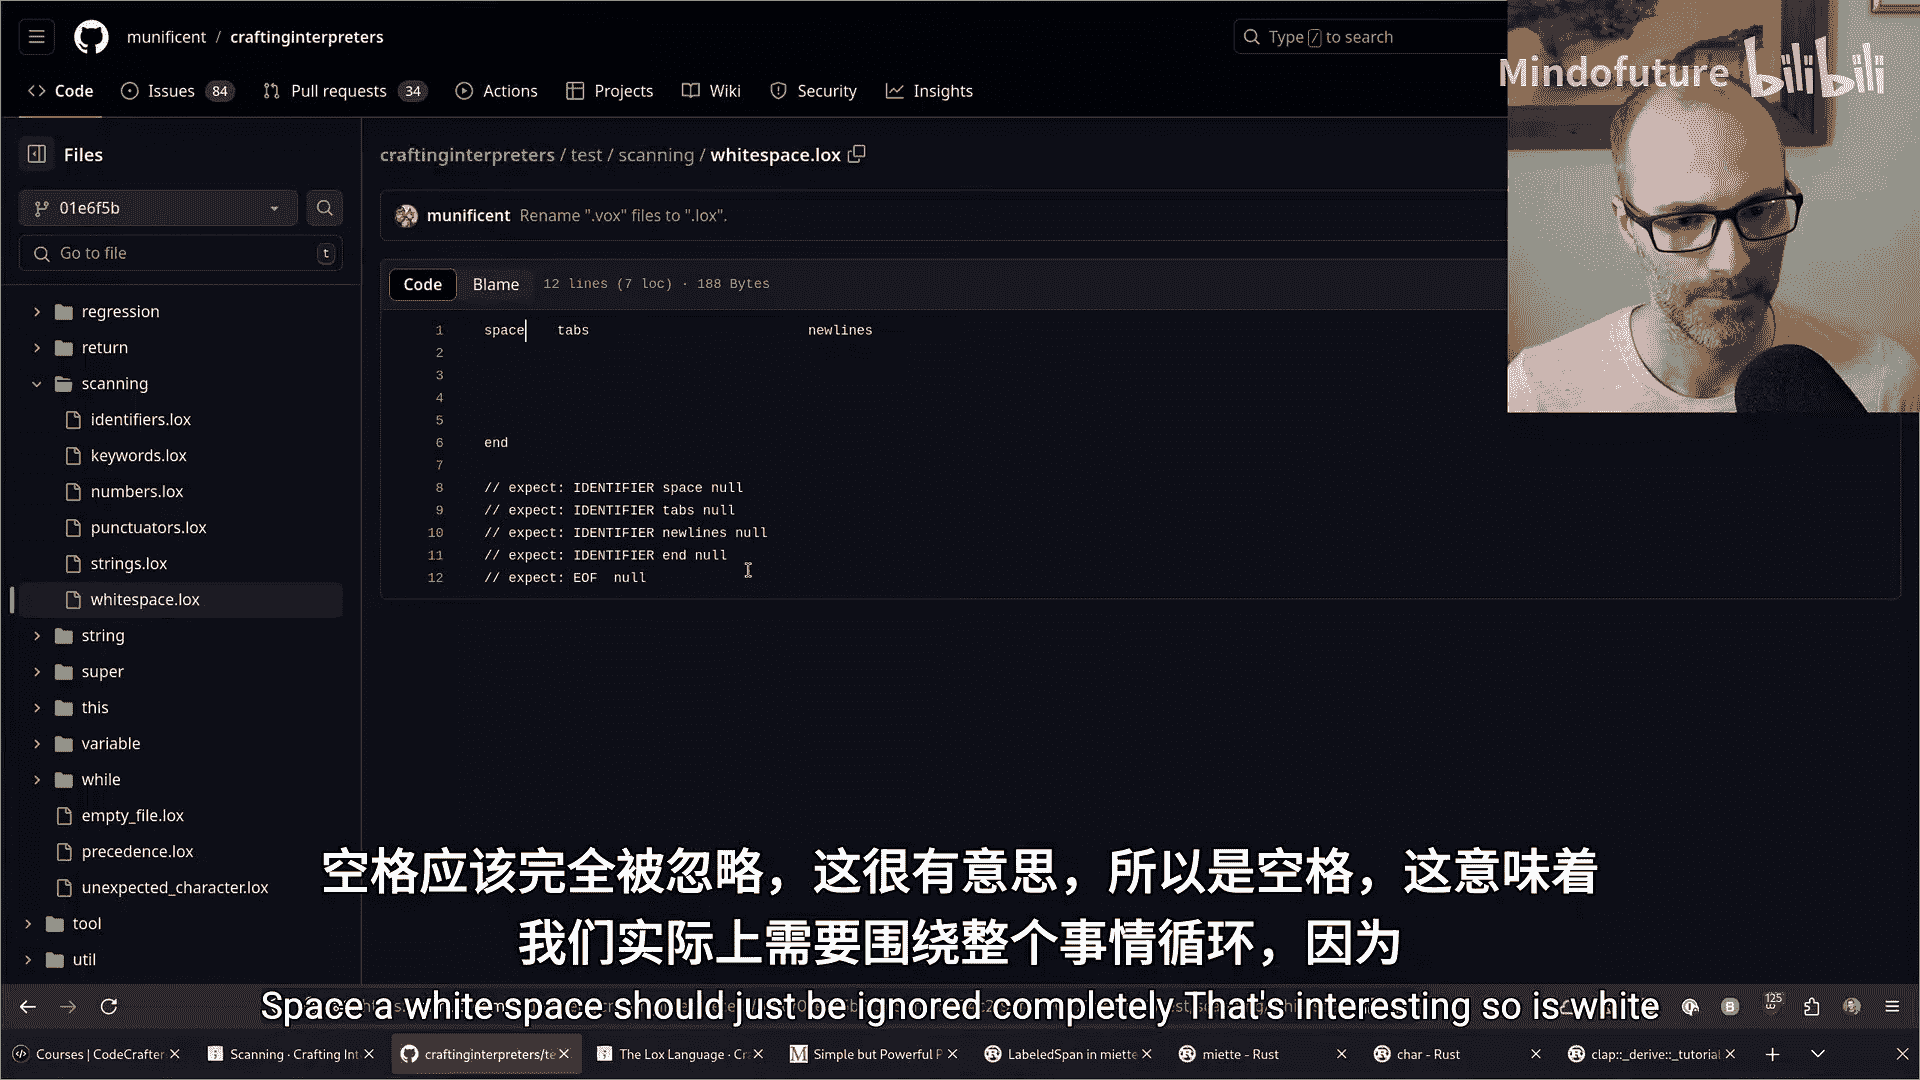 munificent / craftinginterpreters
Type / to search
Mindofuture bilibili
Code Issues 84 Pull requests 34 Actions Projects Wiki Security Insights
Files
craftinginterpreters / test / scanning / whitespace.lox
01e6f5b
munificent Rename ".vox" files to ".lox".
Go to file t
Code Blame 12 lines (7 loc) · 188 Bytes
regression
return
scanning
identifiers.lox
keywords.lox
numbers.lox
punctuators.lox
strings.lox
whitespace.lox
string
super
this
variable
while
empty_file.lox
precedence.lox
unexpected_character.lox
tool
util
1 space tabs newlines
2
3
4
5
6 end
7
8 // expect: IDENTIFIER space null
9 // expect: IDENTIFIER tabs null
10 // expect: IDENTIFIER newlines null
11 // expect: IDENTIFIER end null
12 // expect: EOF  null
空格应该完全被忽略，这很有意思，所以是空格，这意味着
我们实际上需要围绕整个事情循环，因为
Space a white space should just be ignored completely That's interesting so is white
125
Courses | CodeCrafter
Scanning · Crafting Int
craftinginterpreters/te
The Lox Language · Cr
Simple but Powerful P
LabeledSpan in miette
miette - Rust
char - Rust
clap::_derive::_tutorial